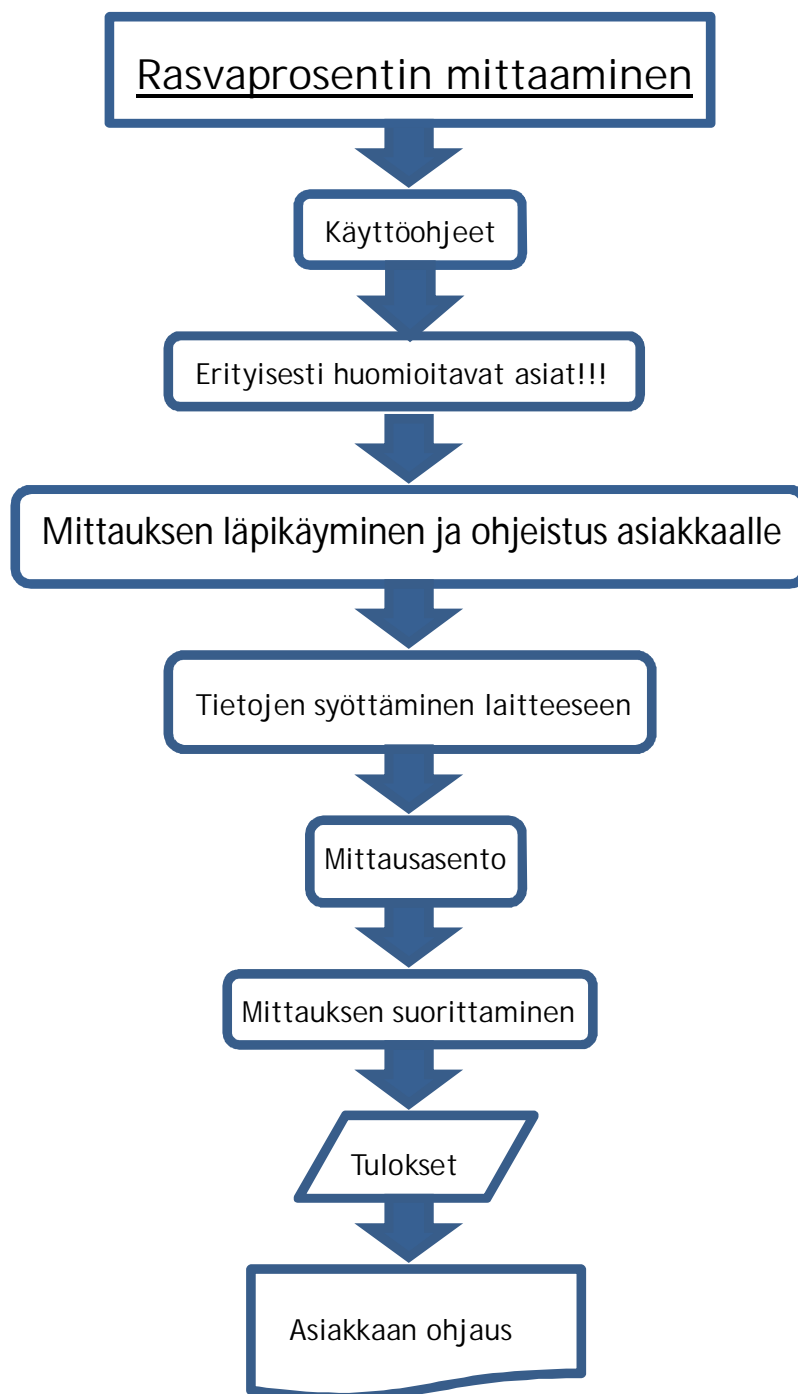 Rasvaprosentin mittaaminen
Käyttöohjeet
Erityisesti huomioitavat asiat!!!
Mittauksen läpikäyminen ja ohjeistus asiakkaalle
Tietojen syöttäminen laitteeseen
Mittausasento
Mittauksen suorittaminen
Tulokset
Asiakkaan ohjaus